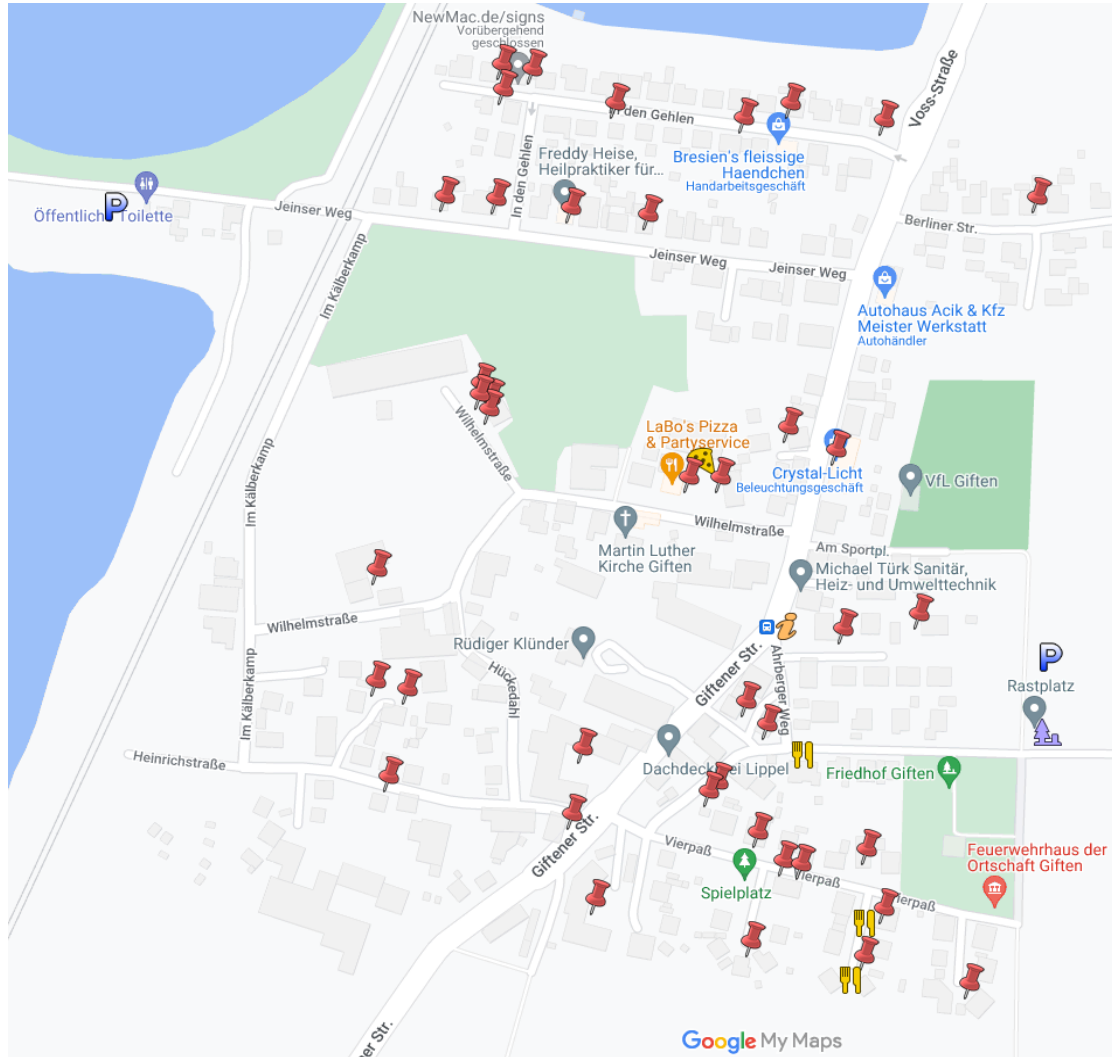 NewMac.de/signs
Vorübergehend
geschlossen
Voss-Straße
den Gehlen
Bresien's fleissige
Haendchen
Handarbeitsgeschäft
Freddy Heise,
Heilpraktiker für...
In den Gehlen
P
Toilette
Jeinser Weg
Berliner Str.
Jeinser Weg
Jeinser Weg
Im Kälberkamp
Autohaus Acik & Kfz
Meister Werkstatt
Autohändler
Wilhelmstraße
LaBo's Pizza
& Partyservice
Crystal-Licht
Beleuchtungsgeschäft
VfL Giften
Im Kälberkamp
Wilhelmstraße
Martin Luther
Kirche Giften
Am Sportpl.
Michael Türk Sanitär,
Heiz- und Umwelttechnik
Wilhelmstraße
Rüdiger Klünder
i
Giftener Str.
Ahrberger Weg
P
Rastplatz
Hückedahl
Im Kälberkamp
Heinrichstraße
Dachdeck
ei Lippel
Friedhof Giften
Giftener Str.
Vierpaß
Spielplatz
Vierpaß
Vierpaß
Feuerwehrhaus der
Ortschaft Giften
Str.
Google My Maps